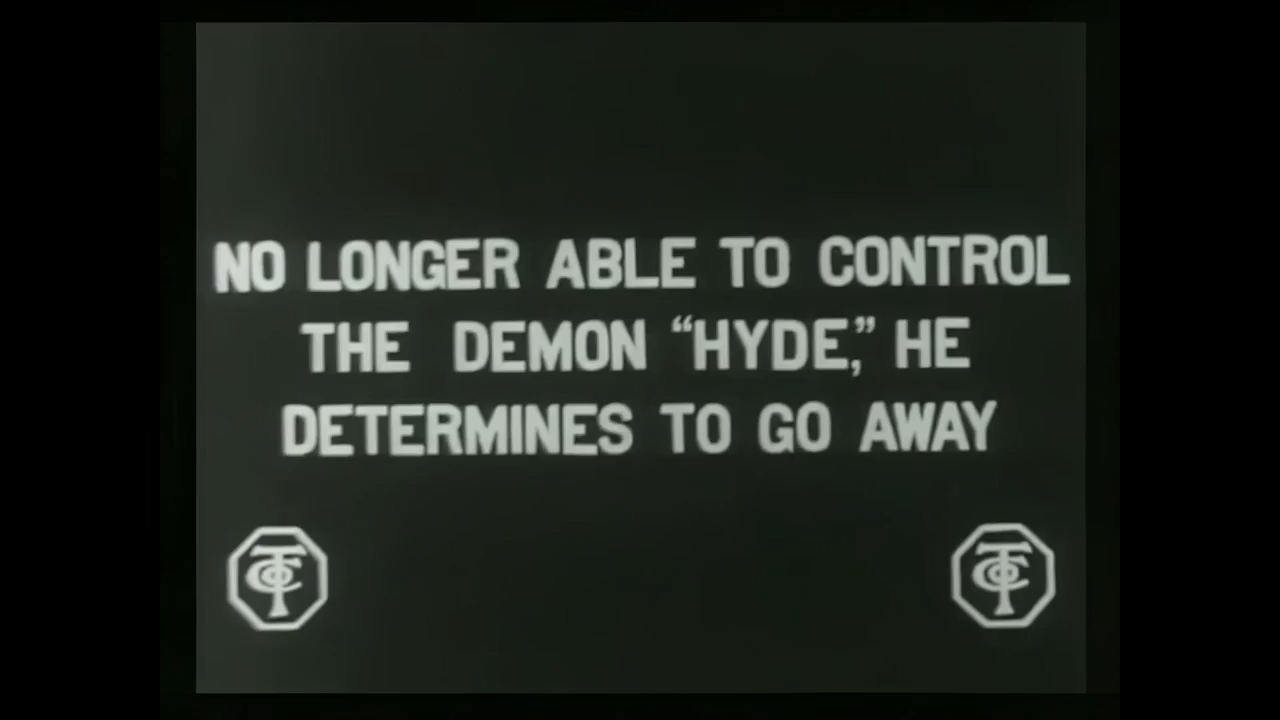 NO LONGER ABLE TO CONTROL
THE DEMON “HYDE,” HE
DETERMINES TO GO AWAY